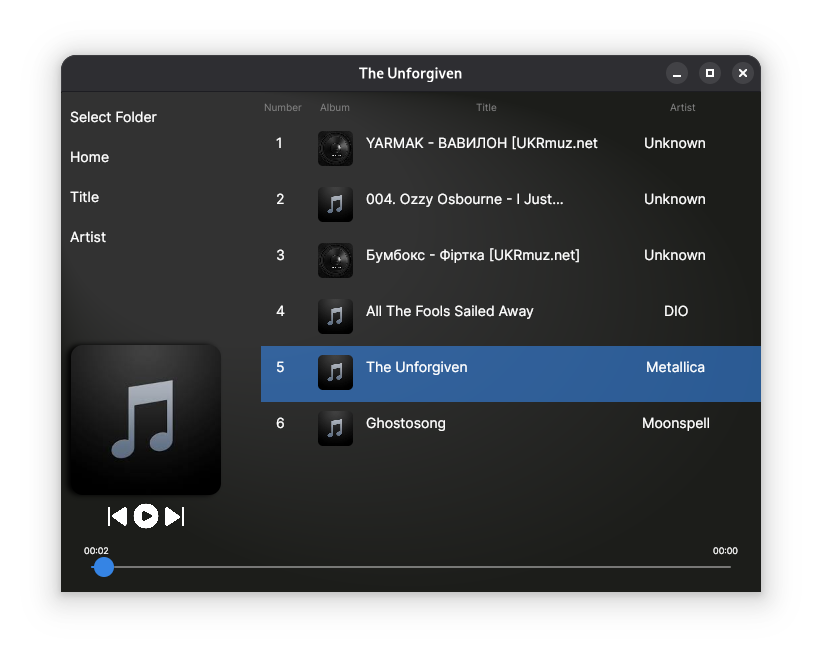 The Unforgiven
Select Folder
Home
Title
Artist
Number Album Title Artist
1 YARMAK - ВАВИЛОН [UKRmuz.net Unknown
2 004. Ozzy Osbourne - I Just... Unknown
3 Бумбокс - Фіртка [UKRmuz.net] Unknown
4 All The Fools Sailed Away DIO
5 The Unforgiven Metallica
6 Ghostosong Moonspell
00:02 00:00